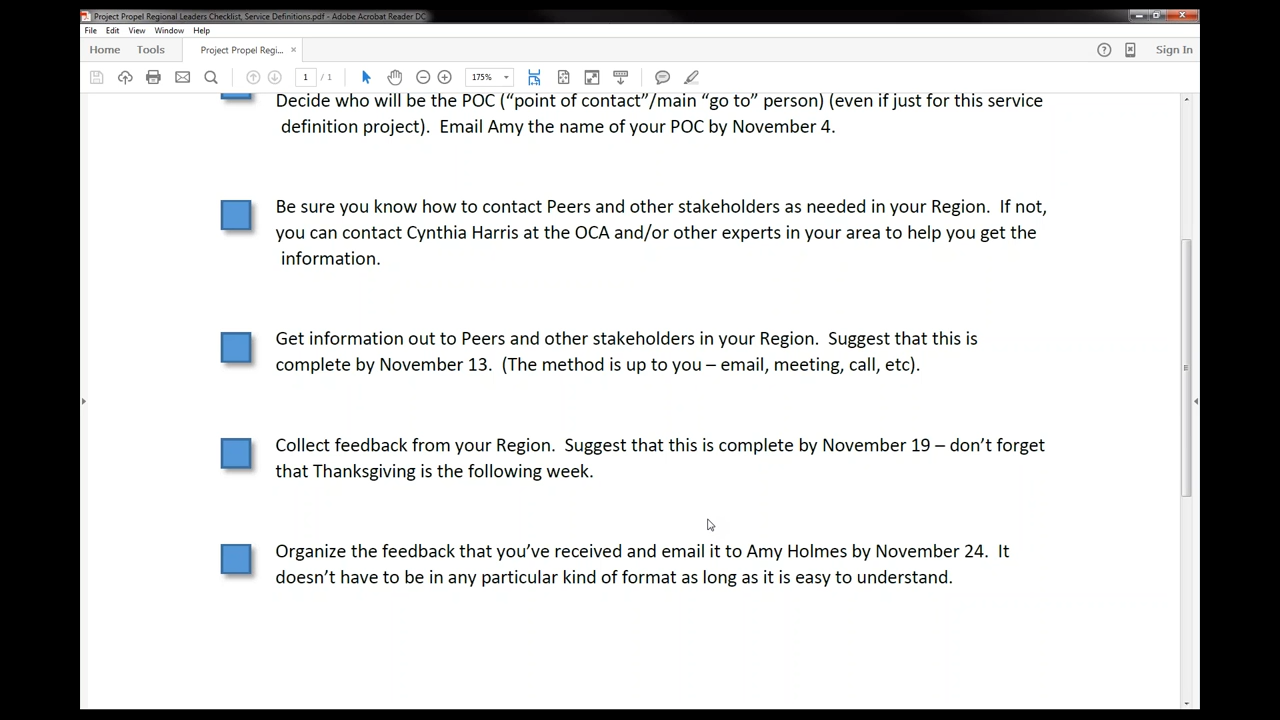 Project Propel Regional Leaders Checklist, Service Definitions.pdf - Adobe Acrobat Reader DC
File Edit View Window Help
Home Tools Project Propel Regi... × Sign In
1 / 1 175%
Decide who will be the POC (“point of contact”/main “go to” person) (even if just for this service
definition project). Email Amy the name of your POC by November 4.
Be sure you know how to contact Peers and other stakeholders as needed in your Region. If not,
you can contact Cynthia Harris at the OCA and/or other experts in your area to help you get the
information.
Get information out to Peers and other stakeholders in your Region. Suggest that this is
complete by November 13. (The method is up to you – email, meeting, call, etc).
Collect feedback from your Region. Suggest that this is complete by November 19 – don’t forget
that Thanksgiving is the following week.
Organize the feedback that you’ve received and email it to Amy Holmes by November 24. It
doesn’t have to be in any particular kind of format as long as it is easy to understand.